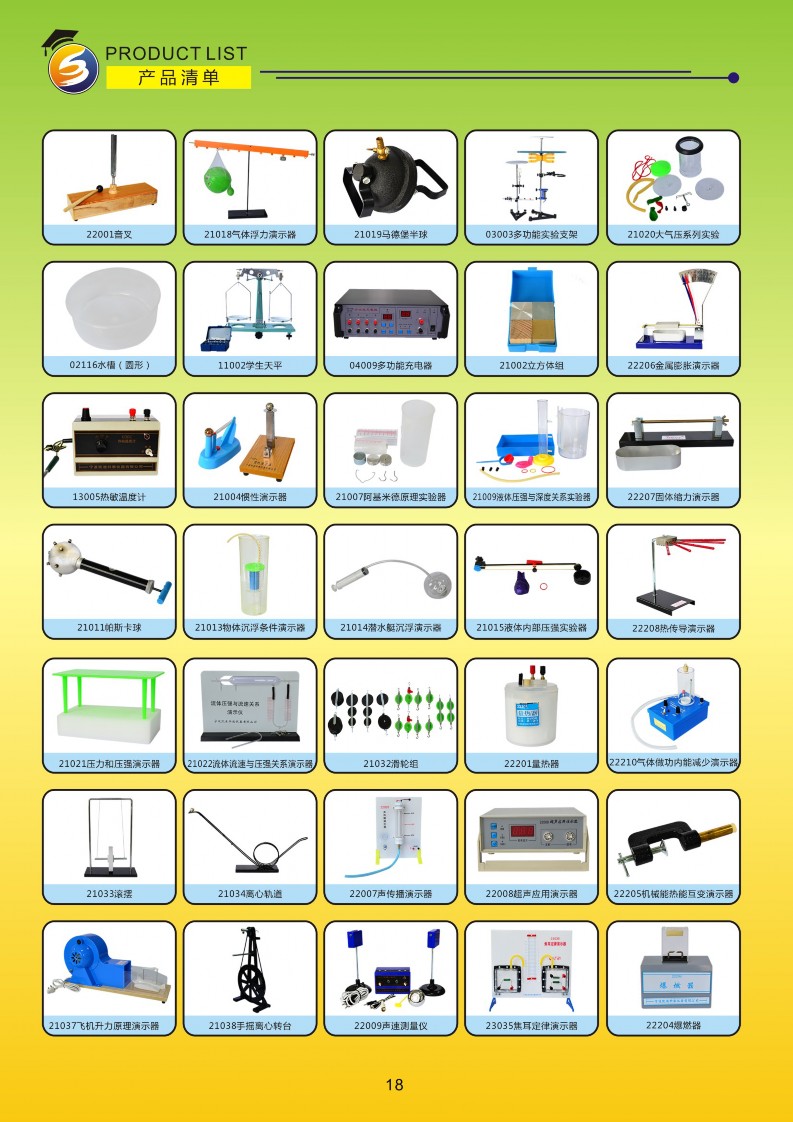 PRODUCT LIST
产品清单
22001音叉
21018气体浮力演示器
21019马德堡半球
03003多功能实验支架
21020大气压系列实验
02116水槽（圆形）
11002学生天平
04009多功能充电器
21002立方体组
22206金属膨胀演示器
13005热敏温度计
21004惯性演示器
21007阿基米德原理实验器
21009液体压强与深度关系实验器
22207固体缩力演示器
21011帕斯卡球
21013物体沉浮条件演示器
21014潜水艇沉浮演示器
21015液体内部压强实验器
22208热传导演示器
流体压强与流速关系
演示仪
21021压力和压强演示器
21022流体流速与压强关系演示器
21032滑轮组
22201量热器
22210气体做功内能减少演示器
21033滚摆
21034离心轨道
22007声传播演示器
22008超声应用演示器
22205机械能热能互变演示器
21037飞机升力原理演示器
21038手摇离心转台
22009声速测量仪
23035焦耳定律演示器
22204爆燃器
18